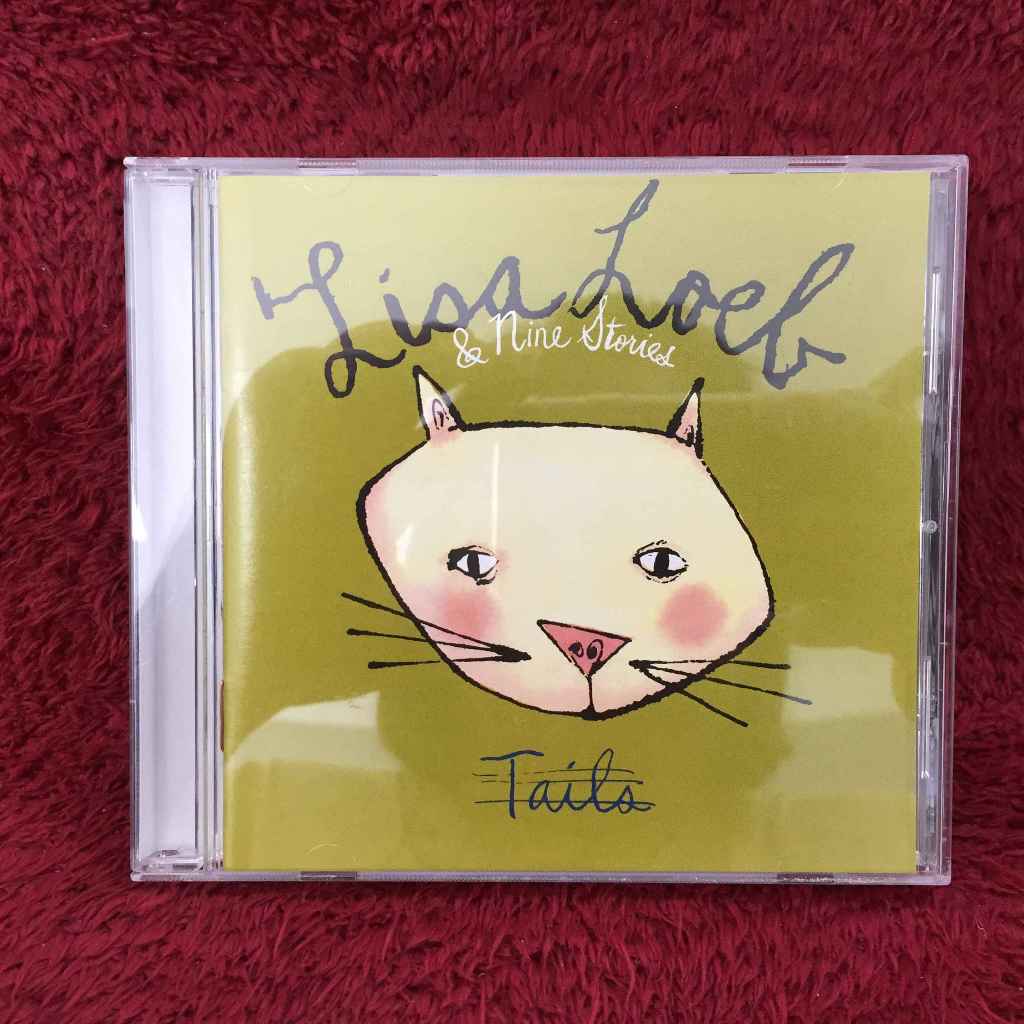 Lisa Loeb
& Nine Stories
Tails